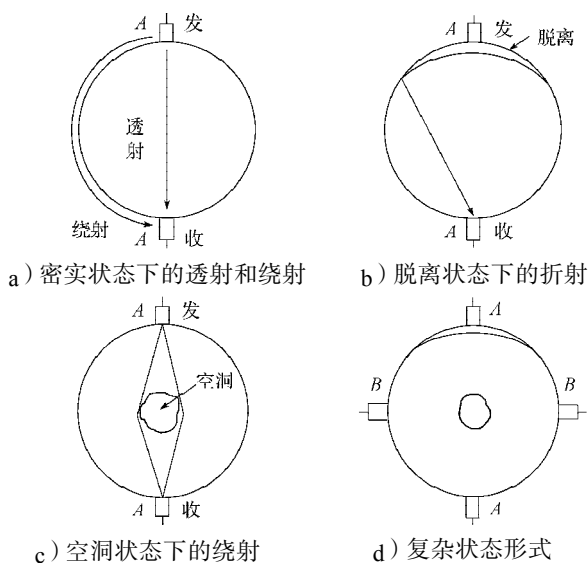 A 发
透
射
绕射
A 收
a）密实状态下的透射和绕射
A 发
脱离
A 收
b）脱离状态下的折射
A 发
空洞
A 收
c）空洞状态下的绕射
A
B
B
A
d）复杂状态形式